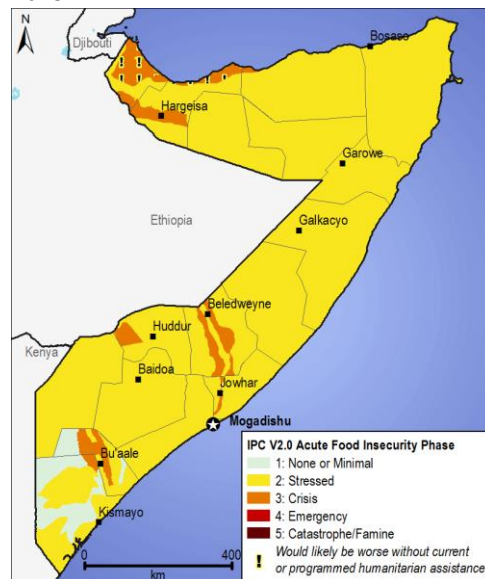 N
Djibouti
Bosaso
Hargeisa
Garowe
Ethiopia
Galkacyo
Beledweyne
Huddur
Kenya
Baidoa
Jowhar
Mogadishu
Bu'aale
Kismayo
0
400
km
IPC V2.0 Acute Food Insecurity Phase
1: None or Minimal
2: Stressed
3: Crisis
4: Emergency
5: Catastrophe/Famine
! Would likely be worse without current
or programmed humanitarian assistance